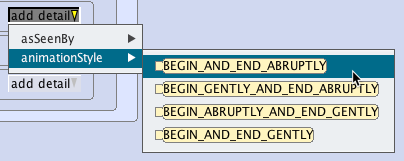 add detail
asSeenBy
animationStyle
add detail
BEGIN_AND_END_ABRUPTLY
BEGIN_GENTLY_AND_END_ABRUPTLY
BEGIN_ABRUPTLY_AND_END_GENTLY
BEGIN_AND_END_GENTLY